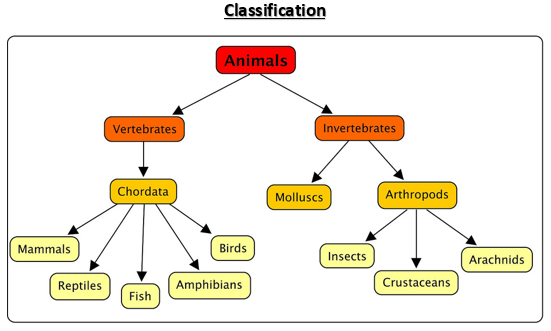 Classification
Animals
Vertebrates
Invertebrates
Chordata
Molluscs
Arthropods
Mammals
Reptiles
Fish
Amphibians
Birds
Insects
Crustaceans
Arachnids